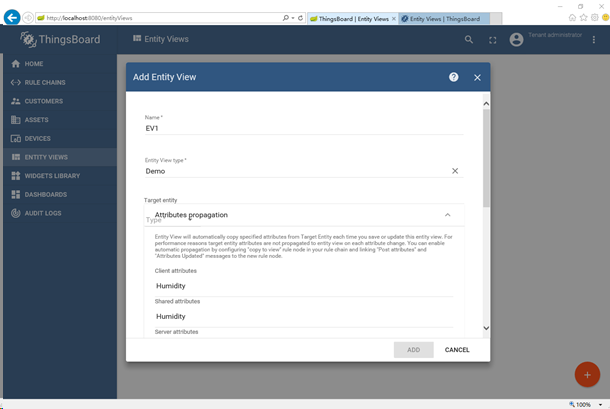 http://localhost:8080/entityViews
ThingsBoard | Entity Views
Entity Views | ThingsBoard
ThingsBoard
Entity Views
Tenant administrator
HOME
RULE CHAINS
CUSTOMERS
ASSETS
DEVICES
ENTITY VIEWS
WIDGETS LIBRARY
DASHBOARDS
AUDIT LOGS
Add Entity View
Name *
EV1
Entity View type *
Demo
Target entity
Attributes propagation
Type
Entity View will automatically copy specified attributes from Target Entity each time you save or update this entity view. For
performance reasons target entity attributes are not propagated to entity view on each attribute change. You can enable
automatic propagation by configuring "copy to view" rule node in your rule chain and linking "Post attributes" and
"Attributes Updated" messages to the new rule node.
Client attributes
Humidity
Shared attributes
Humidity
Server attributes
ADD
CANCEL
100%